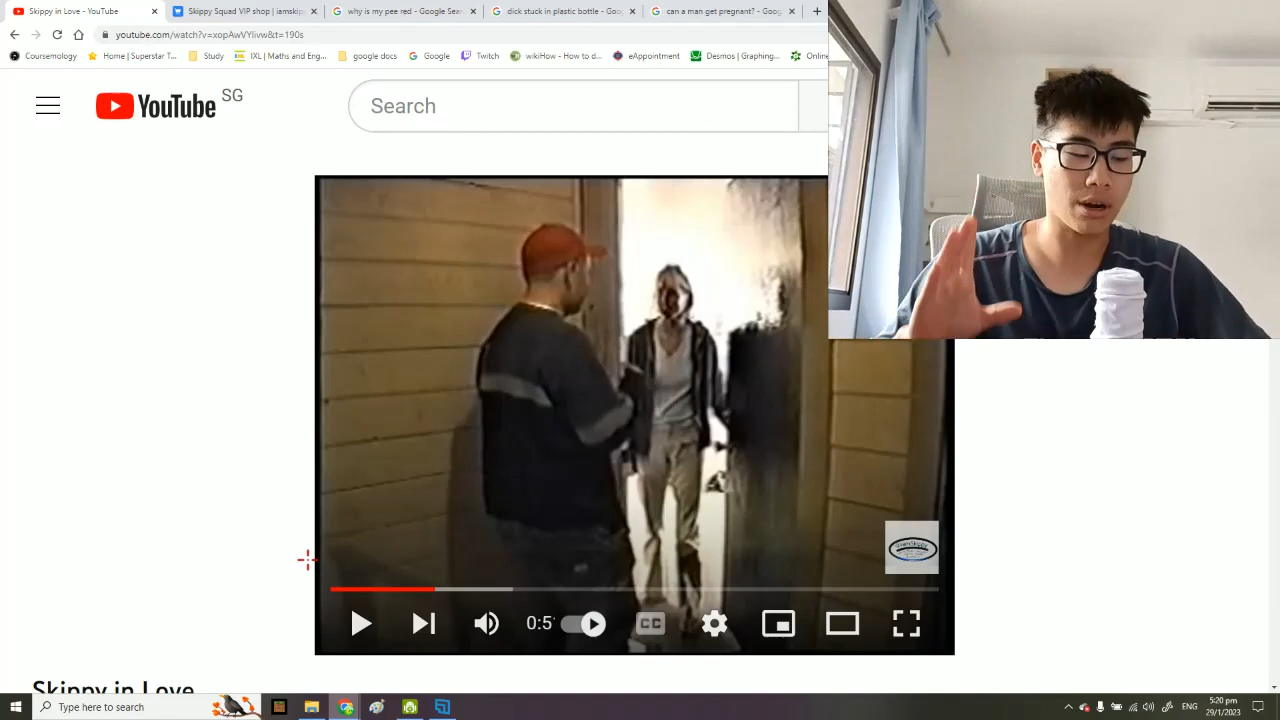 Skippy in Love - YouTube
Skippy Squad VIP shop | iamskip
why is my pee red - Google Sear
dick stuck in plastic bottle - Goog
can a man get pregnant? - Goog
youtube.com/watch?v=xopAwVYlivw&t=190s
Coursemology
Home | Superstar T...
Study
IXL | Maths and Eng...
google docs
Google
Twitch
wikiHow - How to d...
eAppointment
Desmos | Graphing...
Online
YouTube SG
Search
0:5
CC
Skippy in Love
Type here to search
ENG
5:20 pm
29/1/2023